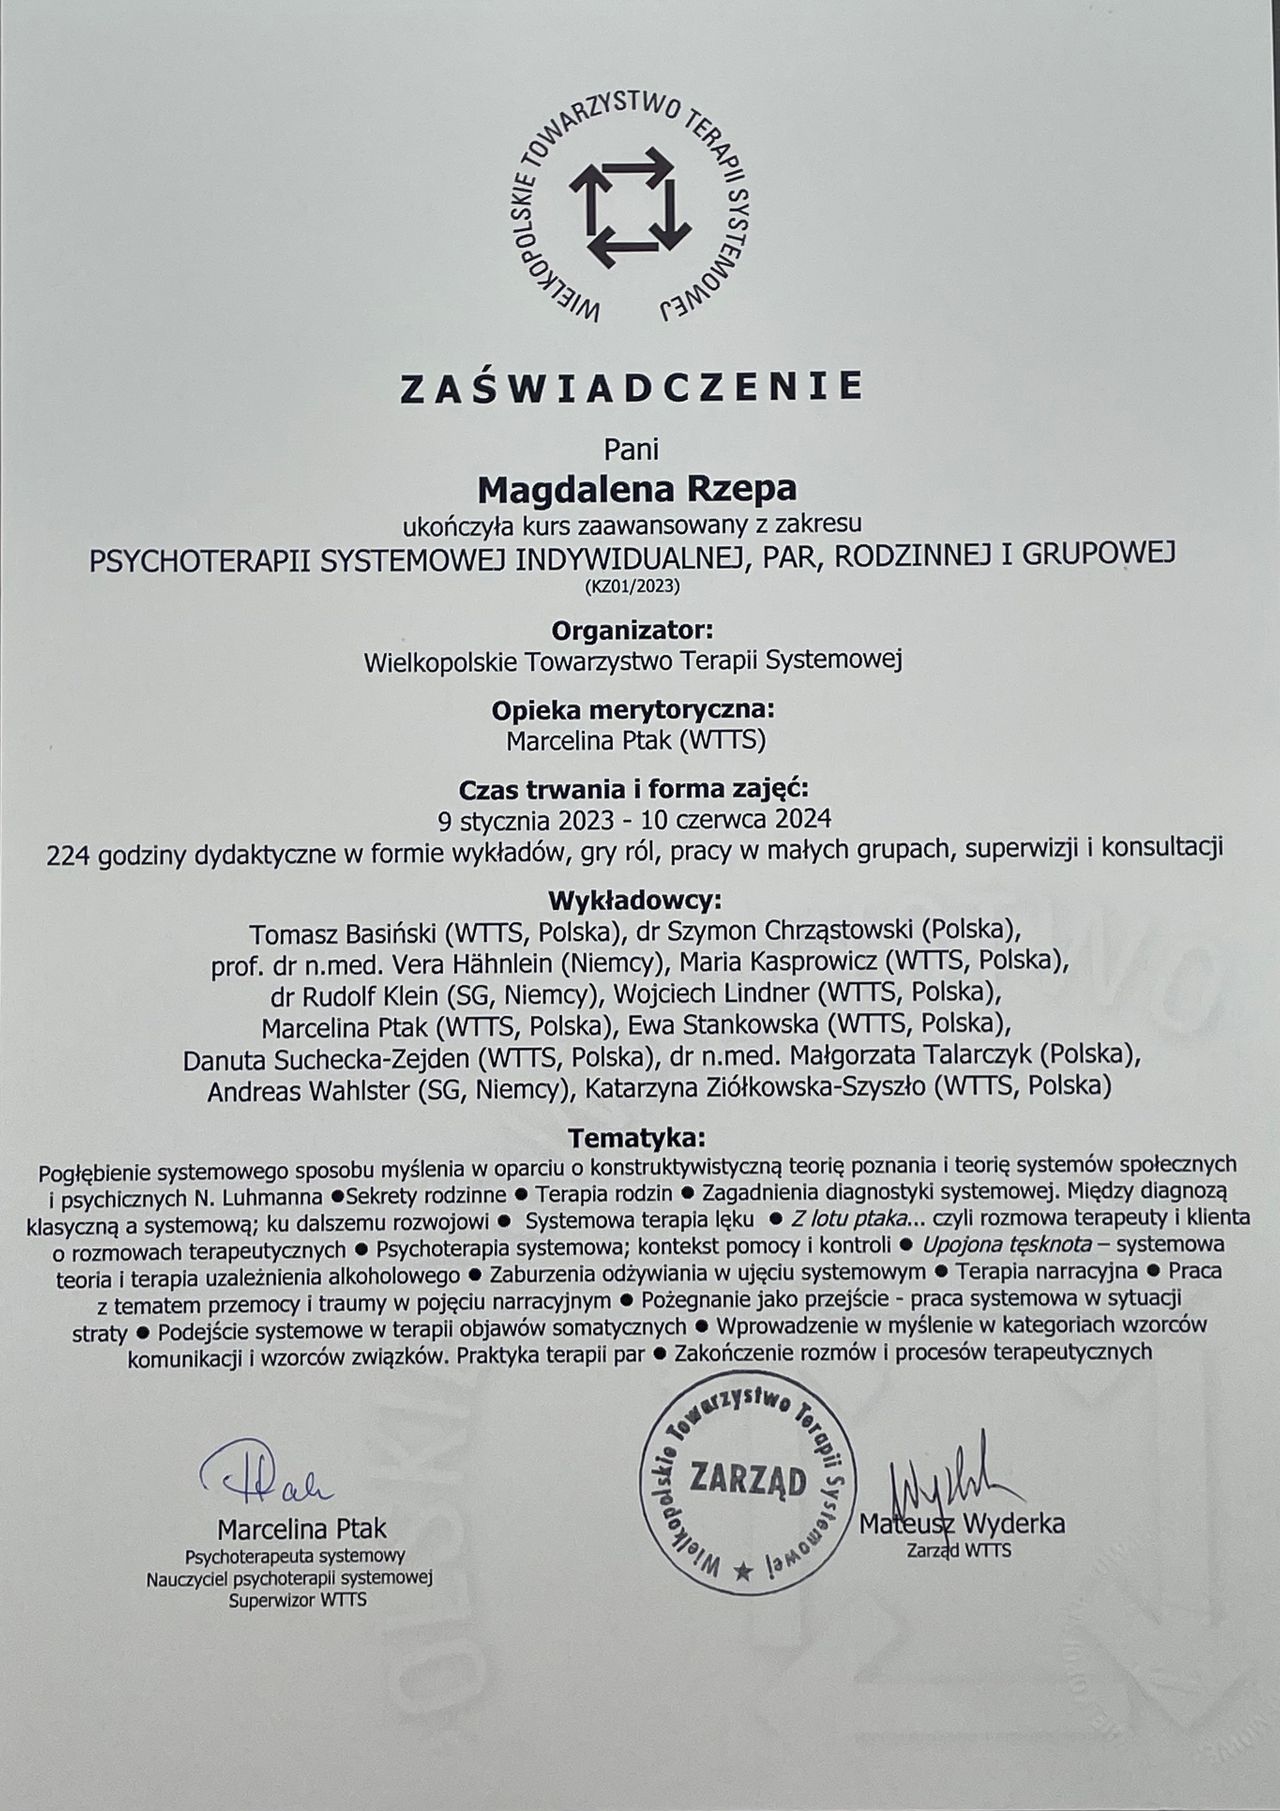 WIELKOPOLSKIE TOWARZYSTWO TERAPII SYSTEMOWEJ
ZAŚWIADCZENIE
Pani
Magdalena Rzepa
ukończyła kurs zaawansowany z zakresu
PSYCHOTERAPII SYSTEMOWEJ INDYWIDUALNEJ, PAR, RODZINNEJ I GRUPOWEJ
(KZ01/2023)
Organizator:
Wielkopolskie Towarzystwo Terapii Systemowej
Opieka merytoryczna:
Marcelina Ptak (WTTS)
Czas trwania i forma zajęć:
9 stycznia 2023 - 10 czerwca 2024
224 godziny dydaktyczne w formie wykładów, gry ról, pracy w małych grupach, superwizji i konsultacji
Wykładowcy:
Tomasz Basiński (WTTS, Polska), dr Szymon Chrząstowski (Polska),
prof. dr n.med. Vera Hähnlein (Niemcy), Maria Kasprowicz (WTTS, Polska),
dr Rudolf Klein (SG, Niemcy), Wojciech Lindner (WTTS, Polska),
Marcelina Ptak (WTTS, Polska), Ewa Stankowska (WTTS, Polska),
Danuta Suchecka-Zejden (WTTS, Polska), dr n.med. Małgorzata Talarczyk (Polska),
Andreas Wahlster (SG, Niemcy), Katarzyna Ziółkowska-Szyszło (WTTS, Polska)
Tematyka:
Pogłębienie systemowego sposobu myślenia w oparciu o konstruktywistyczną teorię poznania i teorię systemów społecznych
i psychicznych N. Luhmanna ●Sekrety rodzinne ● Terapia rodzin ● Zagadnienia diagnostyki systemowej. Między diagnozą
klasyczną a systemową; ku dalszemu rozwojowi ● Systemowa terapia lęku ● Z lotu ptaka... czyli rozmowa terapeuty i klienta
o rozmowach terapeutycznych ● Psychoterapia systemowa; kontekst pomocy i kontroli ● Upojona tęsknota – systemowa
teoria i terapia uzależnienia alkoholowego ● Zaburzenia odżywiania w ujęciu systemowym ● Terapia narracyjna ● Praca
z tematem przemocy i traumy w pojęciu narracyjnym ● Pożegnanie jako przejście - praca systemowa w sytuacji
straty ● Podejście systemowe w terapii objawów somatycznych ● Wprowadzenie w myślenie w kategoriach wzorców
komunikacji i wzorców związków. Praktyka terapii par ● Zakończenie rozmów i procesów terapeutycznych
Wielkopolskie Towarzystwo Terapii Systemowej ★
ZARZĄD
Ptak
Marcelina Ptak
Psychoterapeuta systemowy
Nauczyciel psychoterapii systemowej
Superwizor WTTS
Mateusz Wyderka
Zarząd WTTS